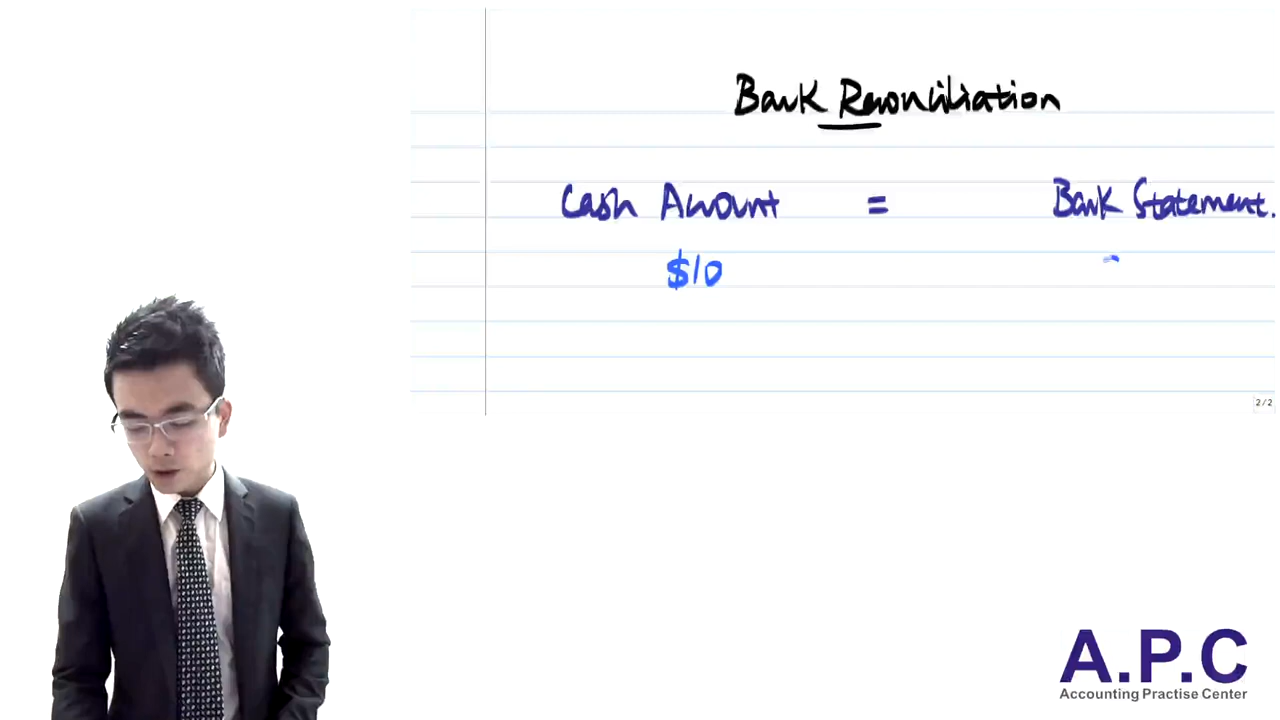 Bank Reconciliation
Cash Amount = Bank Statement.
$10
2/2
A.P.C
Accounting Practise Center